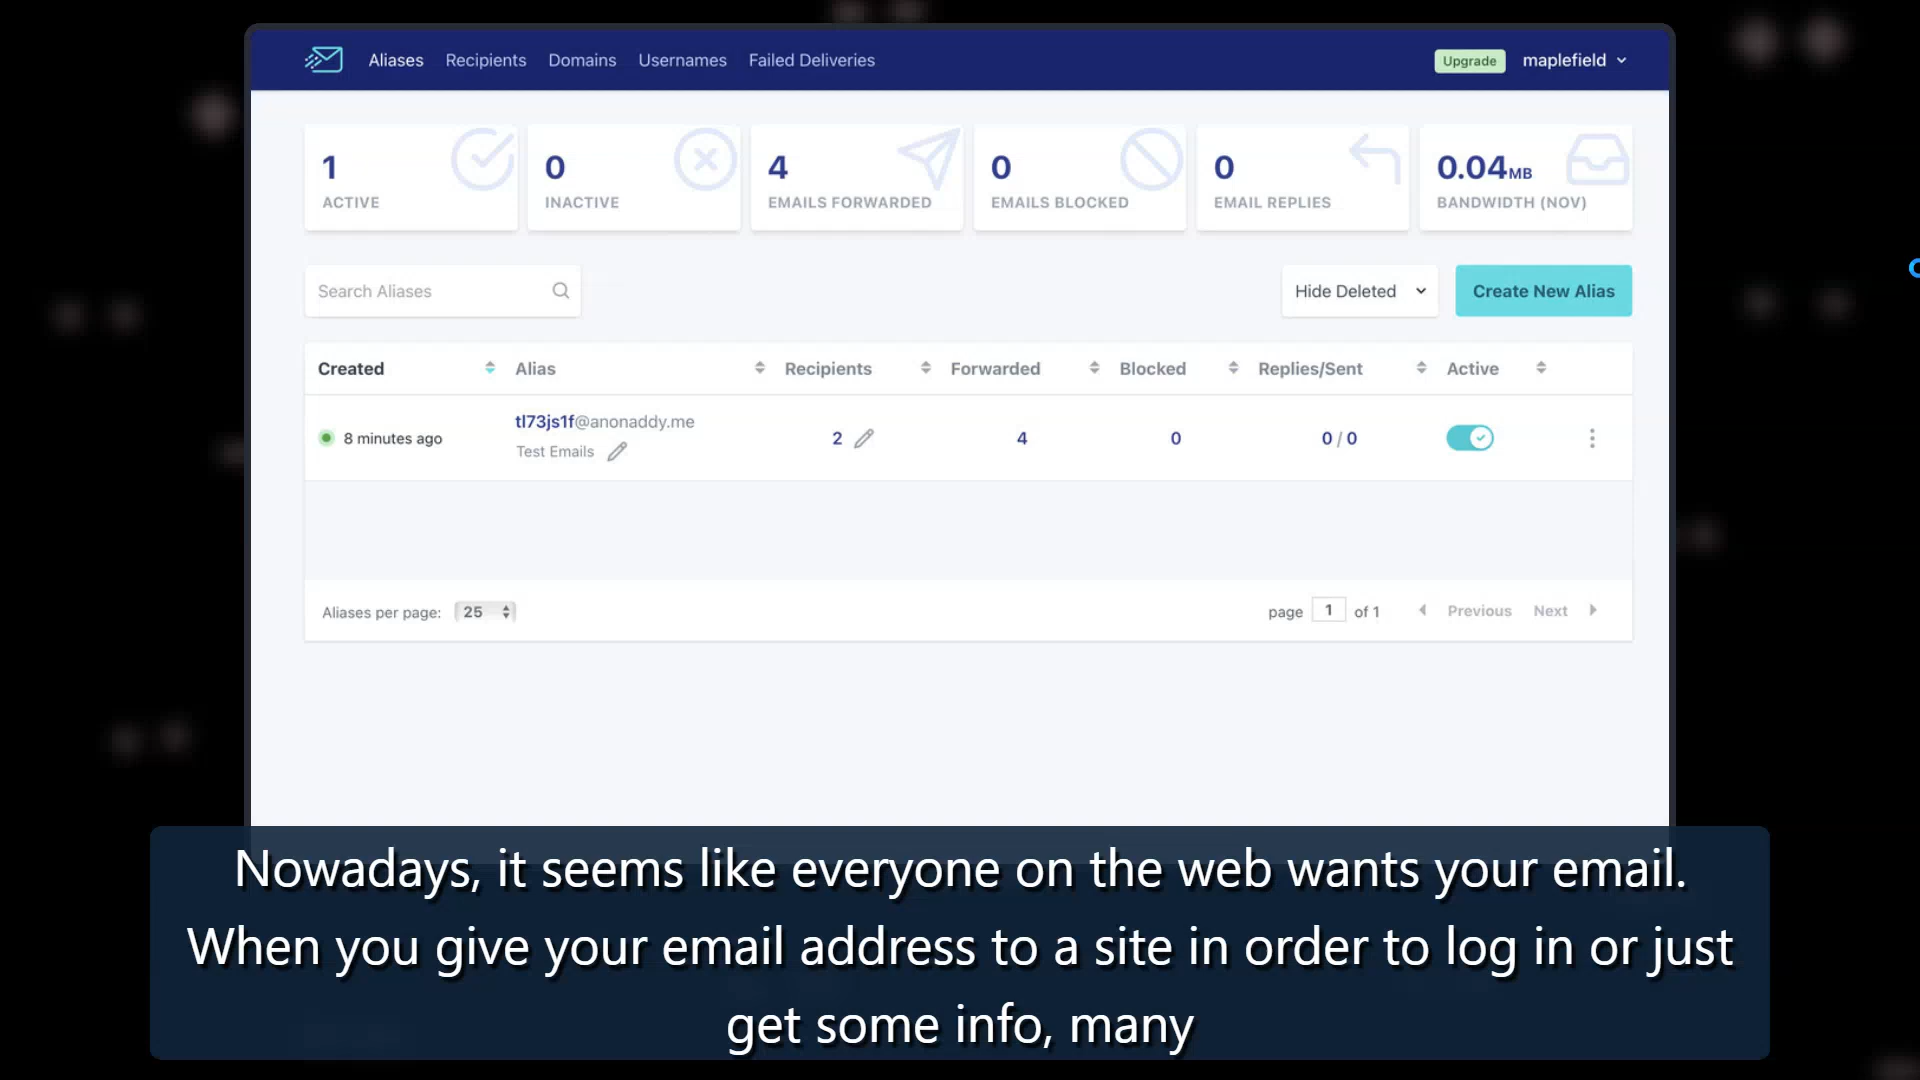 Aliases Recipients Domains Usernames Failed Deliveries Upgrade maplefield
1 0 4 0 0 0.04MB
ACTIVE INACTIVE EMAILS FORWARDED EMAILS BLOCKED EMAIL REPLIES BANDWIDTH (NOV)
Search Aliases Hide Deleted Create New Alias
Created Alias Recipients Forwarded Blocked Replies/Sent Active
tl73js1f@anonaddy.me
8 minutes ago 2 4 0 0 / 0
Test Emails
Aliases per page: 25 page 1 of 1 Previous Next
Nowadays, it seems like everyone on the web wants your email.
When you give your email address to a site in order to log in or just
get some info, many